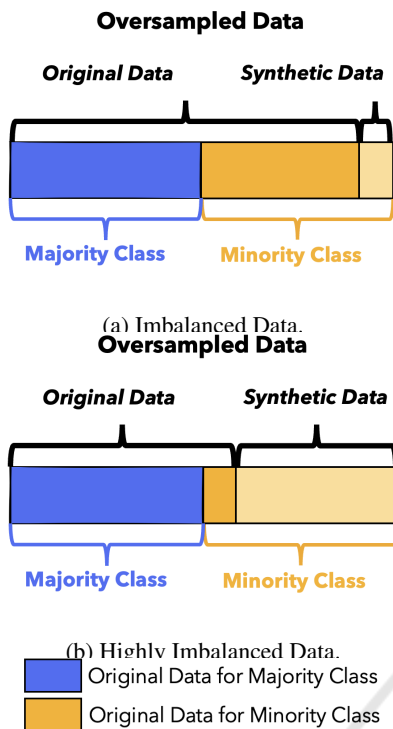 Oversampled Data
Original Data Synthetic Data
Majority Class Minority Class
(a) Imbalanced Data.
Oversampled Data
Original Data Synthetic Data
Majority Class Minority Class
(b) Highly Imbalanced Data.
Original Data for Majority Class
Original Data for Minority Class